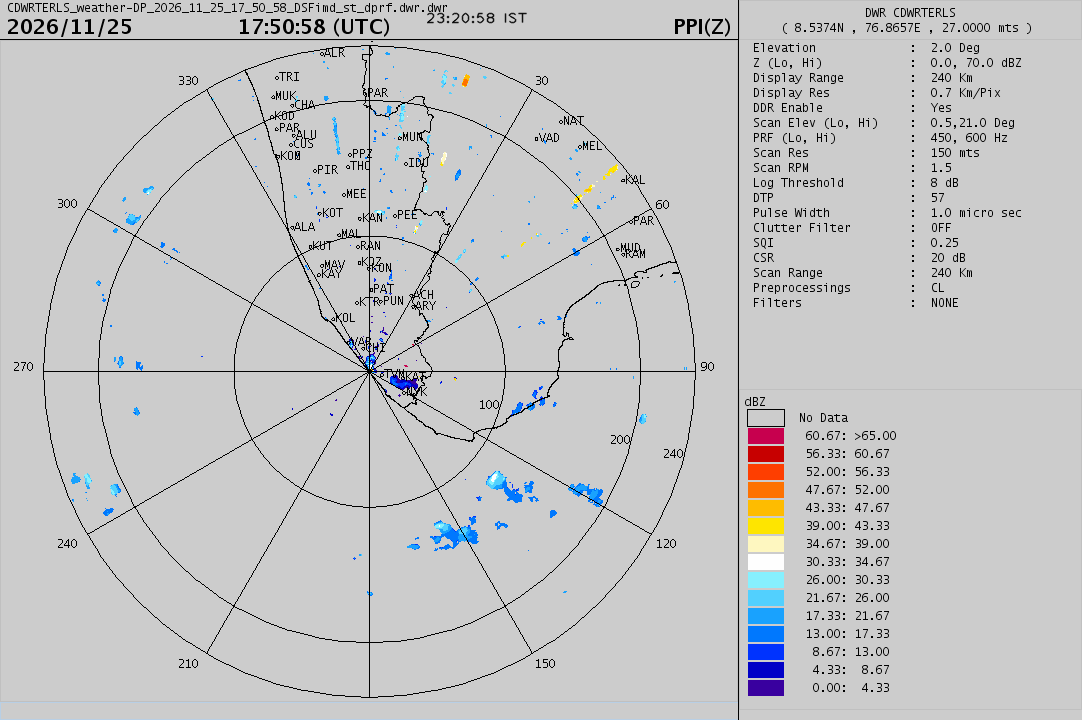 CDWRTERLS_weather-DP_2026_11_25_17_50_58_DSFimd_st_dprf.dwr.dwr
2026/11/25 17:50:58 (UTC) 23:20:58 IST PPI(Z)
DWR CDWRTERLS
( 8.5374N , 76.8657E , 27.0000 mts )
Elevation : 2.0 Deg
Z (Lo, Hi) : 0.0, 70.0 dBZ
Display Range : 240 Km
Display Res : 0.7 Km/Pix
DDR Enable : Yes
Scan Elev (Lo, Hi) : 0.5,21.0 Deg
PRF (Lo, Hi) : 450, 600 Hz
Scan Res : 150 mts
Scan RPM : 1.5
Log Threshold : 8 dB
DTP : 57
Pulse Width : 1.0 micro sec
Clutter Filter : OFF
SQI : 0.25
CSR : 20 dB
Scan Range : 240 Km
Preprocessings : CL
Filters : NONE
dBZ
No Data
60.67: >65.00
56.33: 60.67
52.00: 56.33
47.67: 52.00
43.33: 47.67
39.00: 43.33
34.67: 39.00
30.33: 34.67
26.00: 30.33
21.67: 26.00
17.33: 21.67
13.00: 17.33
8.67: 13.00
4.33: 8.67
0.00: 4.33
ALR
330
TRI
30
MUK
PAR
CHA
KOD
NAT
PAR
ALU
MUN
VAD
CUS
MEL
KOM
PPZ
IDU
PIR
THO
KAL
MEE
300
60
KOT
KAN
PEE
PAR
ALA
MAL
KUT
RAN
MUD
RAM
MAV
KOZ
KON
KAY
PAT
ACH
KTR
PUN
ARY
KOL
VAR
270
90
TVM
KAT
100
200
240
240
120
210
150